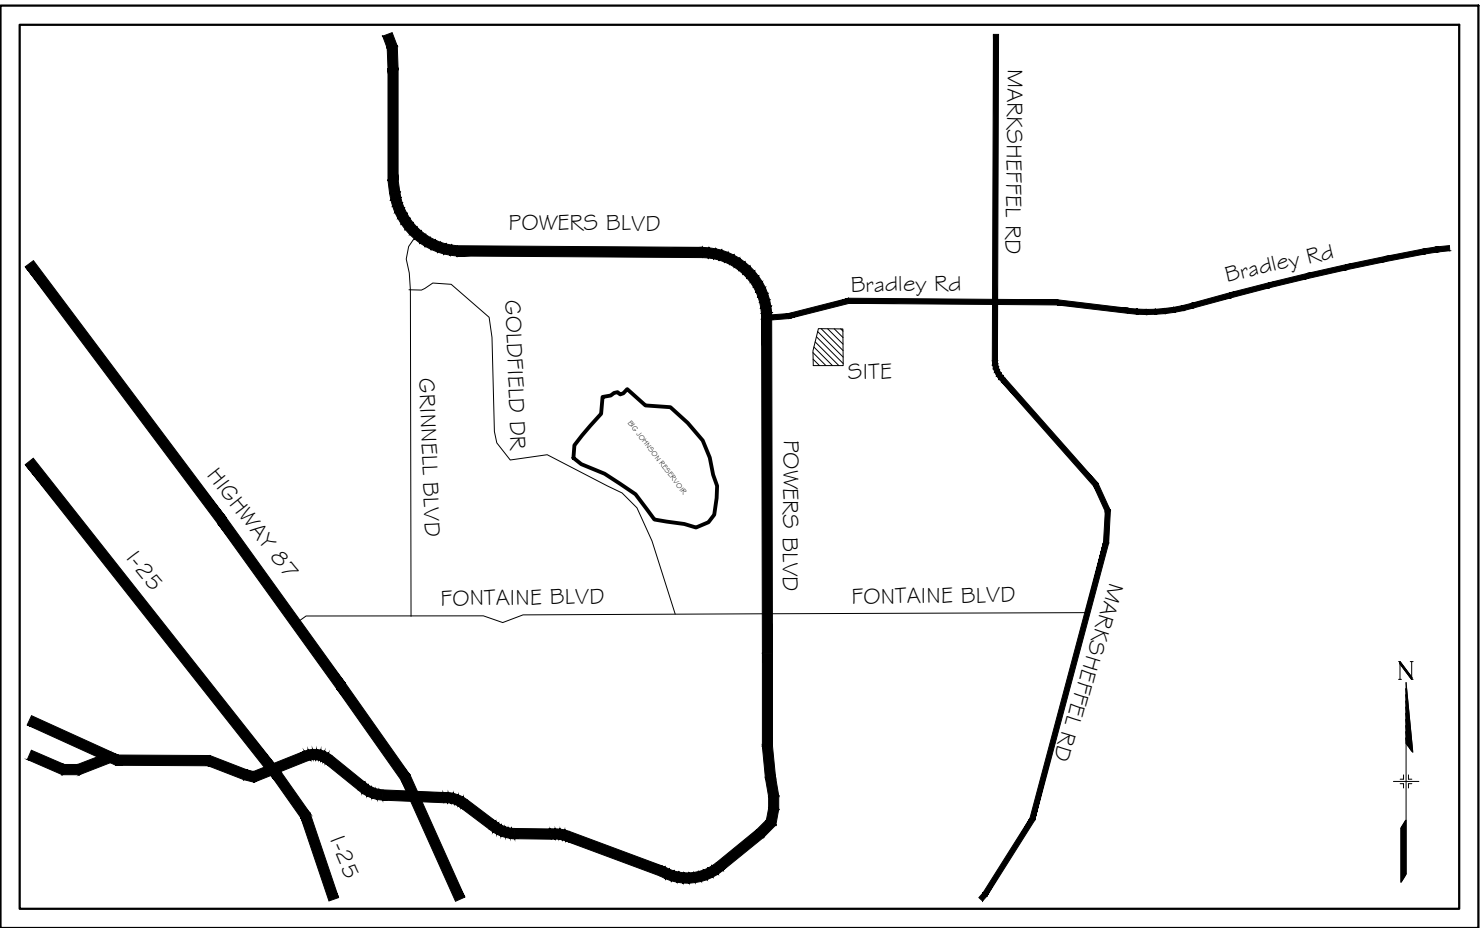 MARKSHEFFEL RD
POWERS BLVD
Bradley Rd
Bradley Rd
GOLDFIELD DR
SITE
GRINNELL BLVD
BIG JOHNSON RESERVOIR
POWERS BLVD
HIGHWAY 87
I-25
FONTAINE BLVD
FONTAINE BLVD
MARKSHEFFEL RD
N
I-25